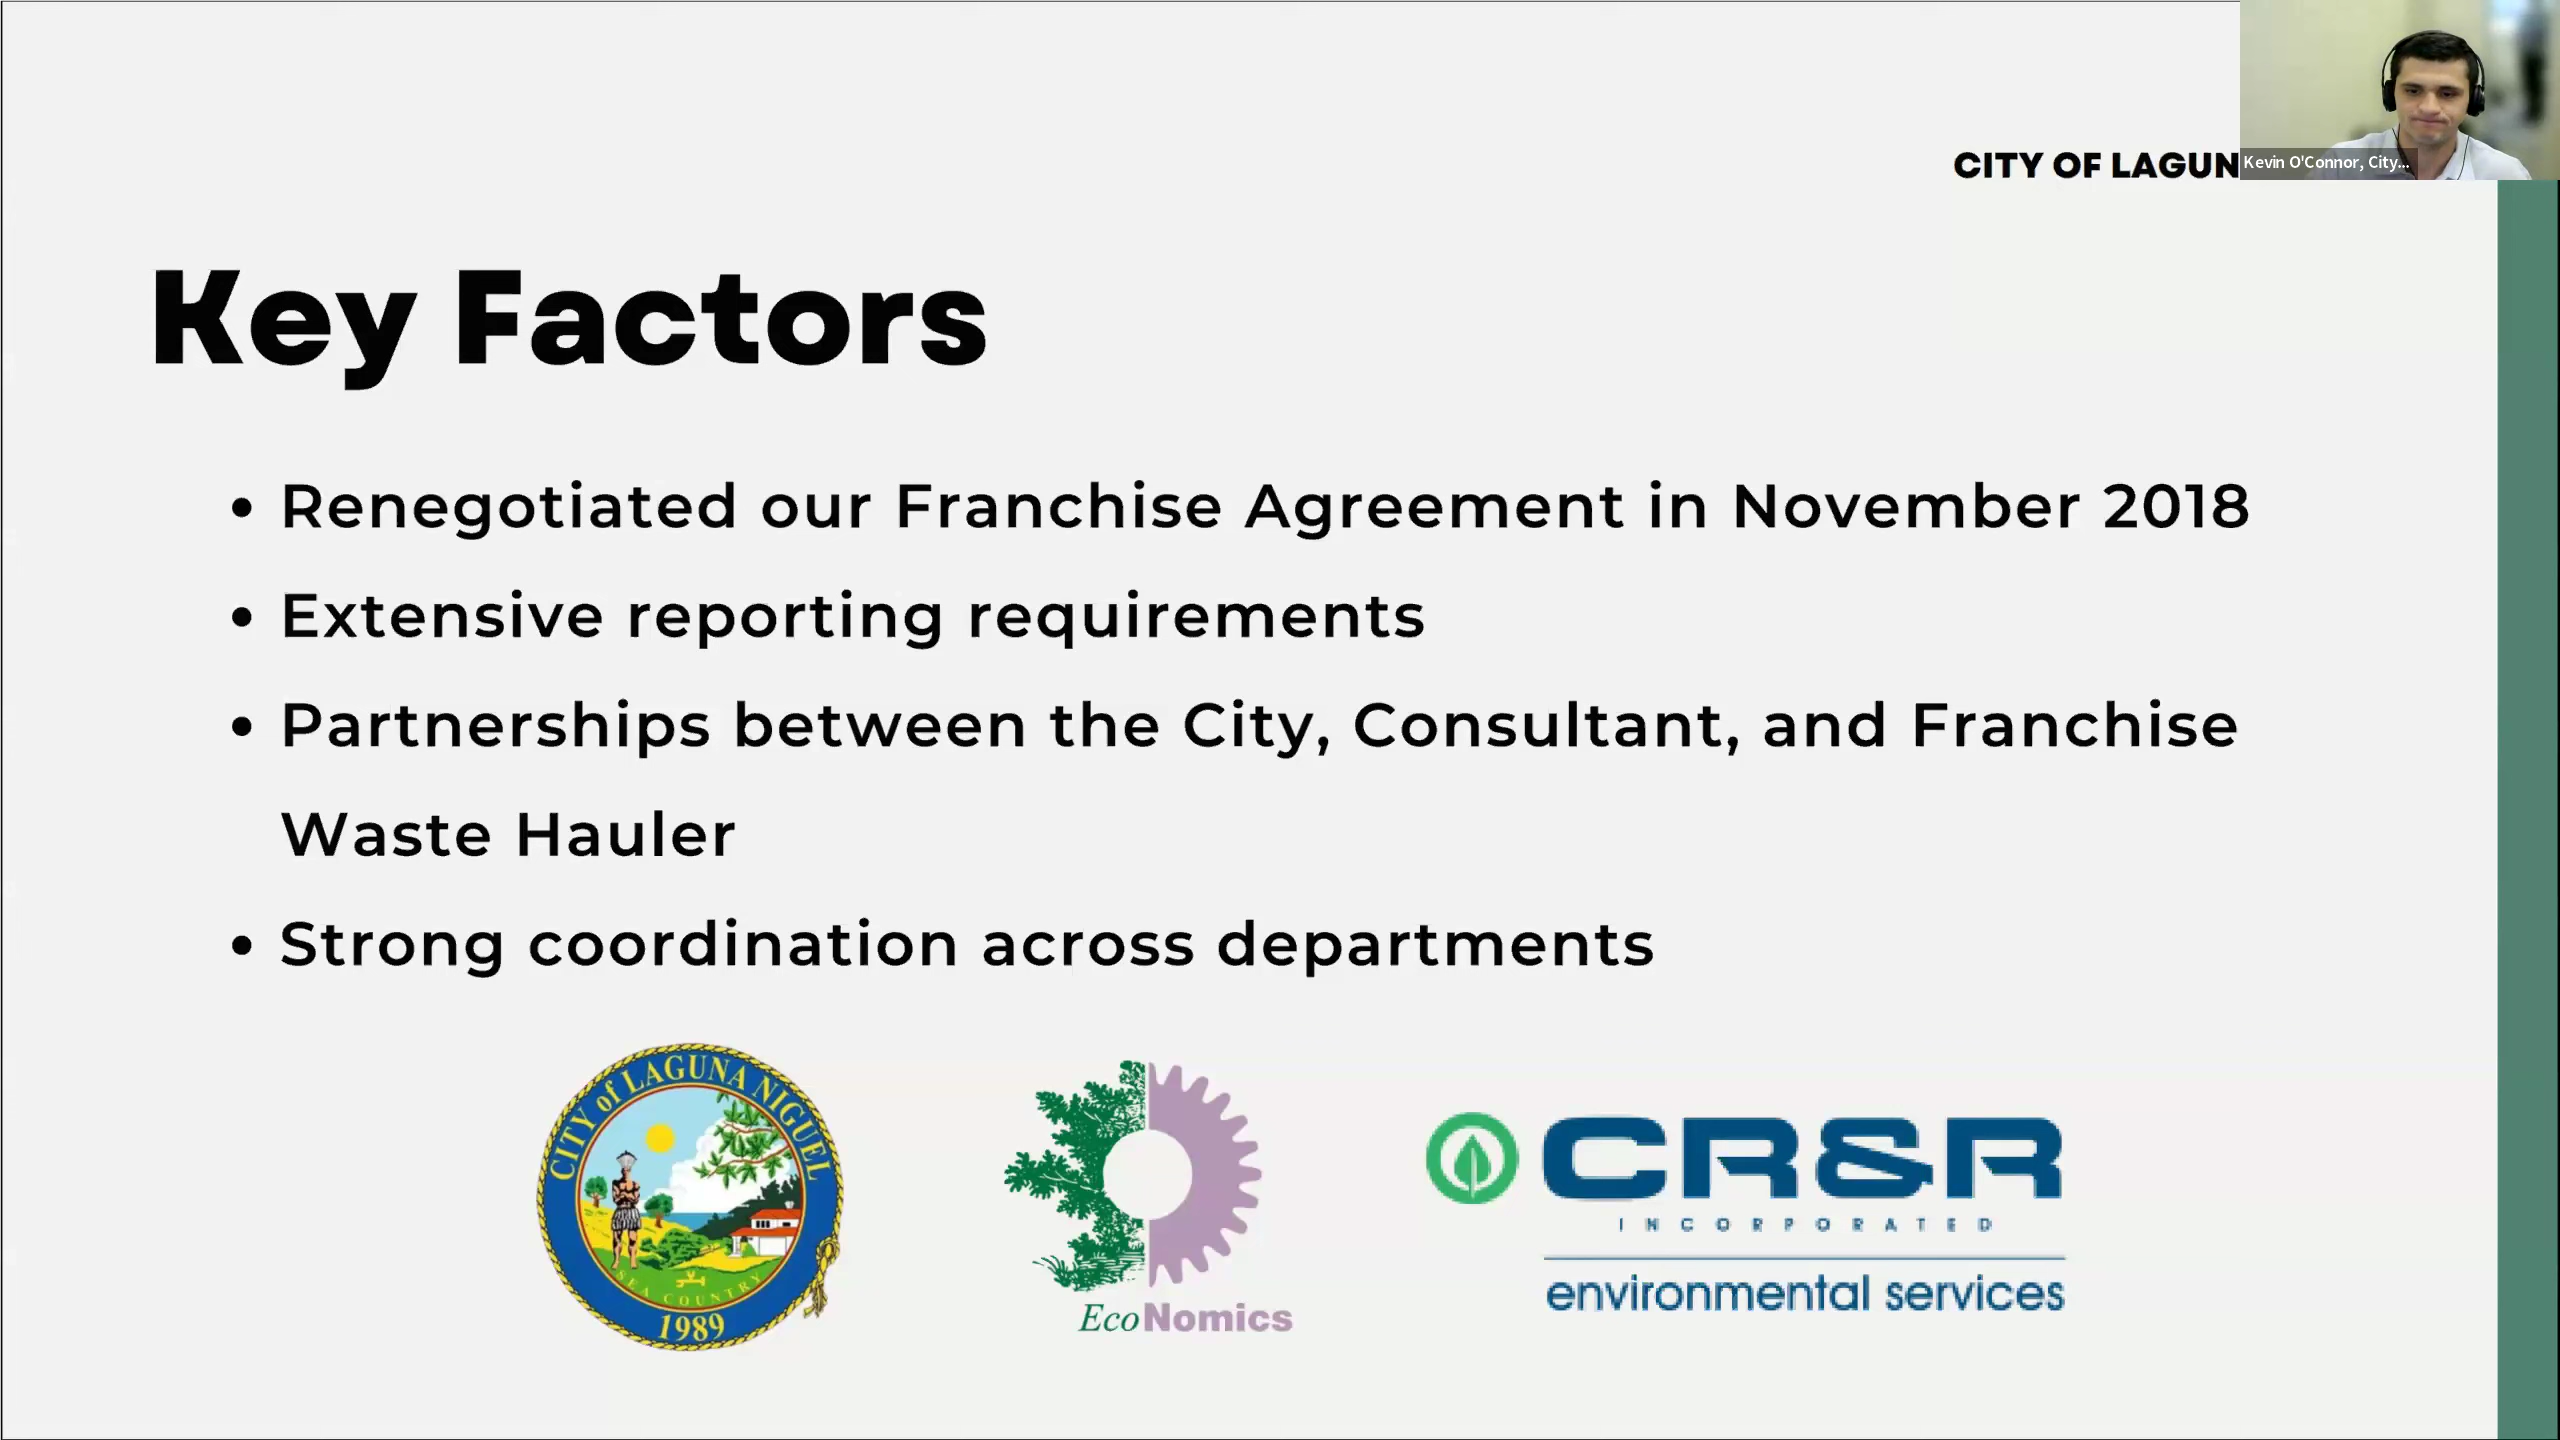 CITY OF LAGUN
Kevin O'Connor, City...
Key Factors
• Renegotiated our Franchise Agreement in November 2018
• Extensive reporting requirements
• Partnerships between the City, Consultant, and Franchise
Waste Hauler
• Strong coordination across departments
CITY of LAGUNA NIGUEL
SEA COUNTRY
1989
EcoNomics
CR&R
INCORPORATED
environmental services